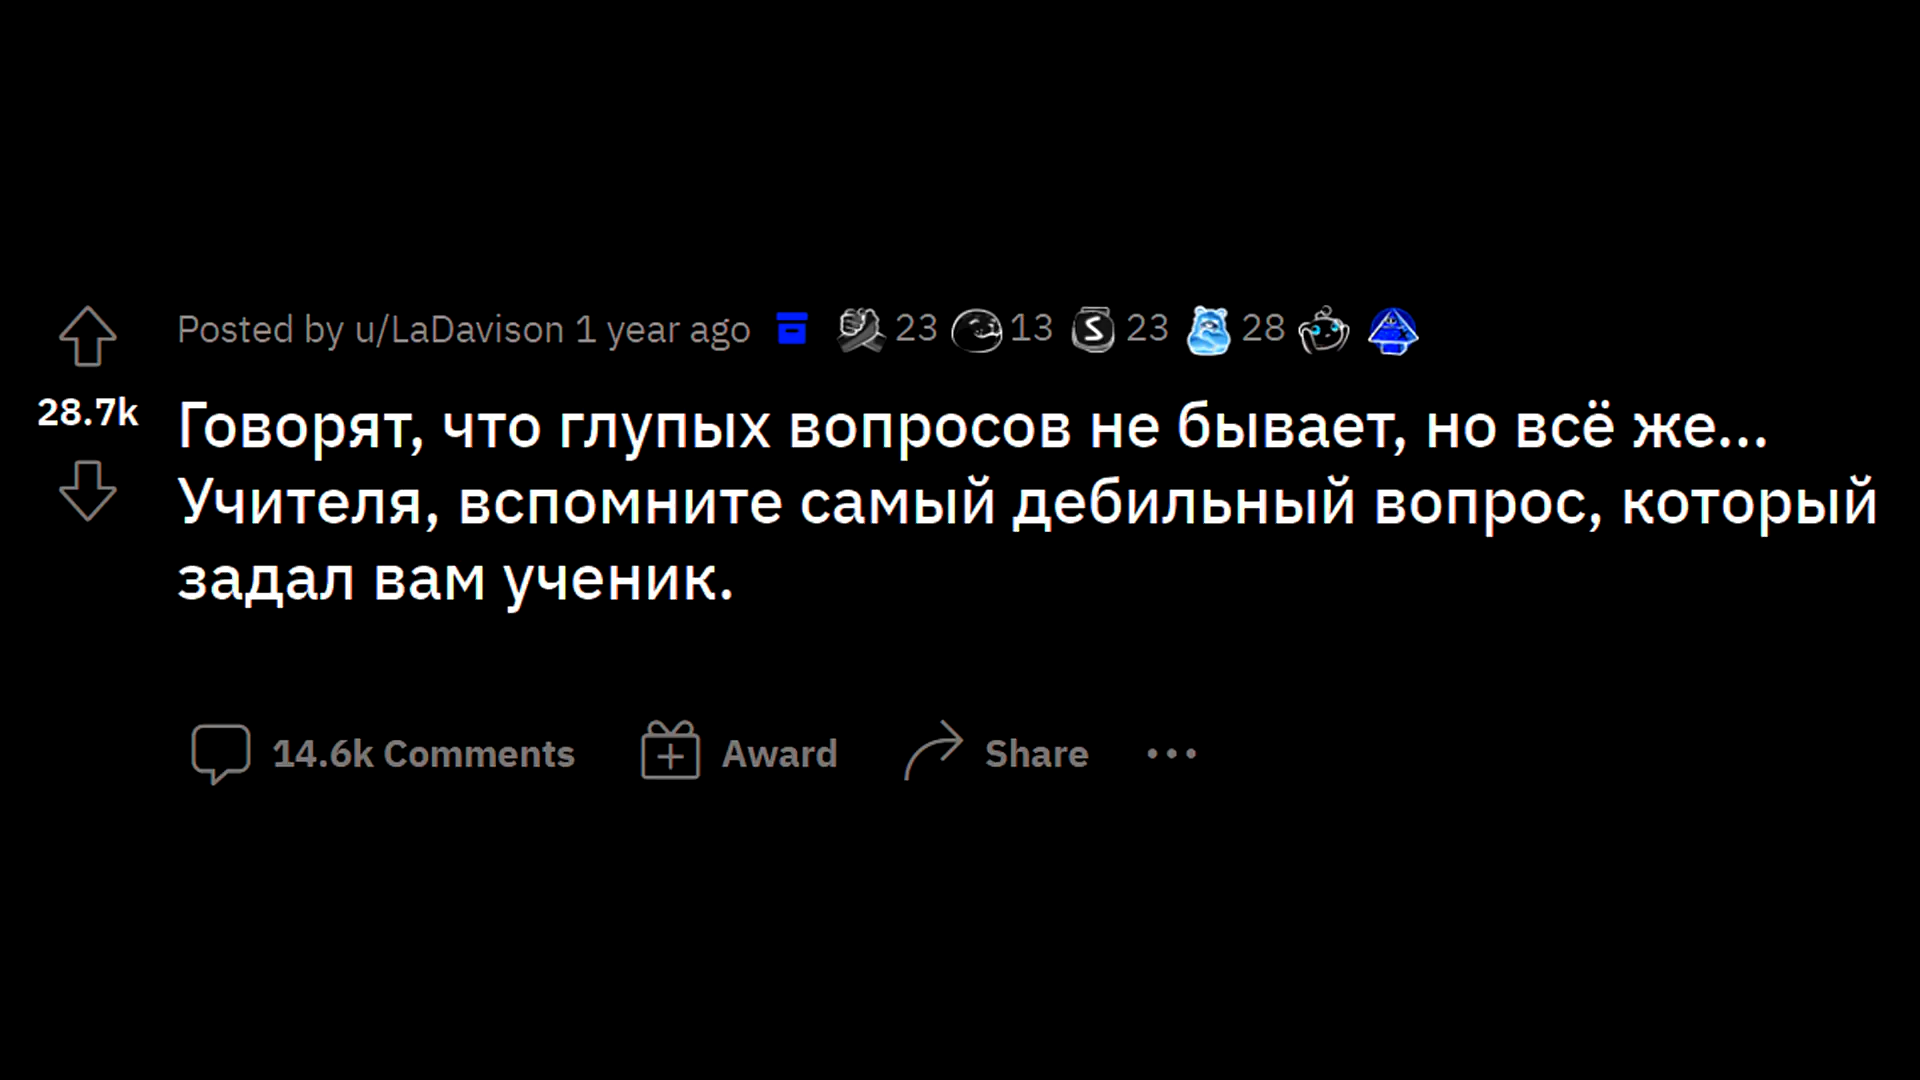 Posted by u/LaDavison 1 year ago 23 13 S 23 28
28.7k
Говорят, что глупых вопросов не бывает, но всё же...
Учителя, вспомните самый дебильный вопрос, который
задал вам ученик.
14.6k Comments Award Share